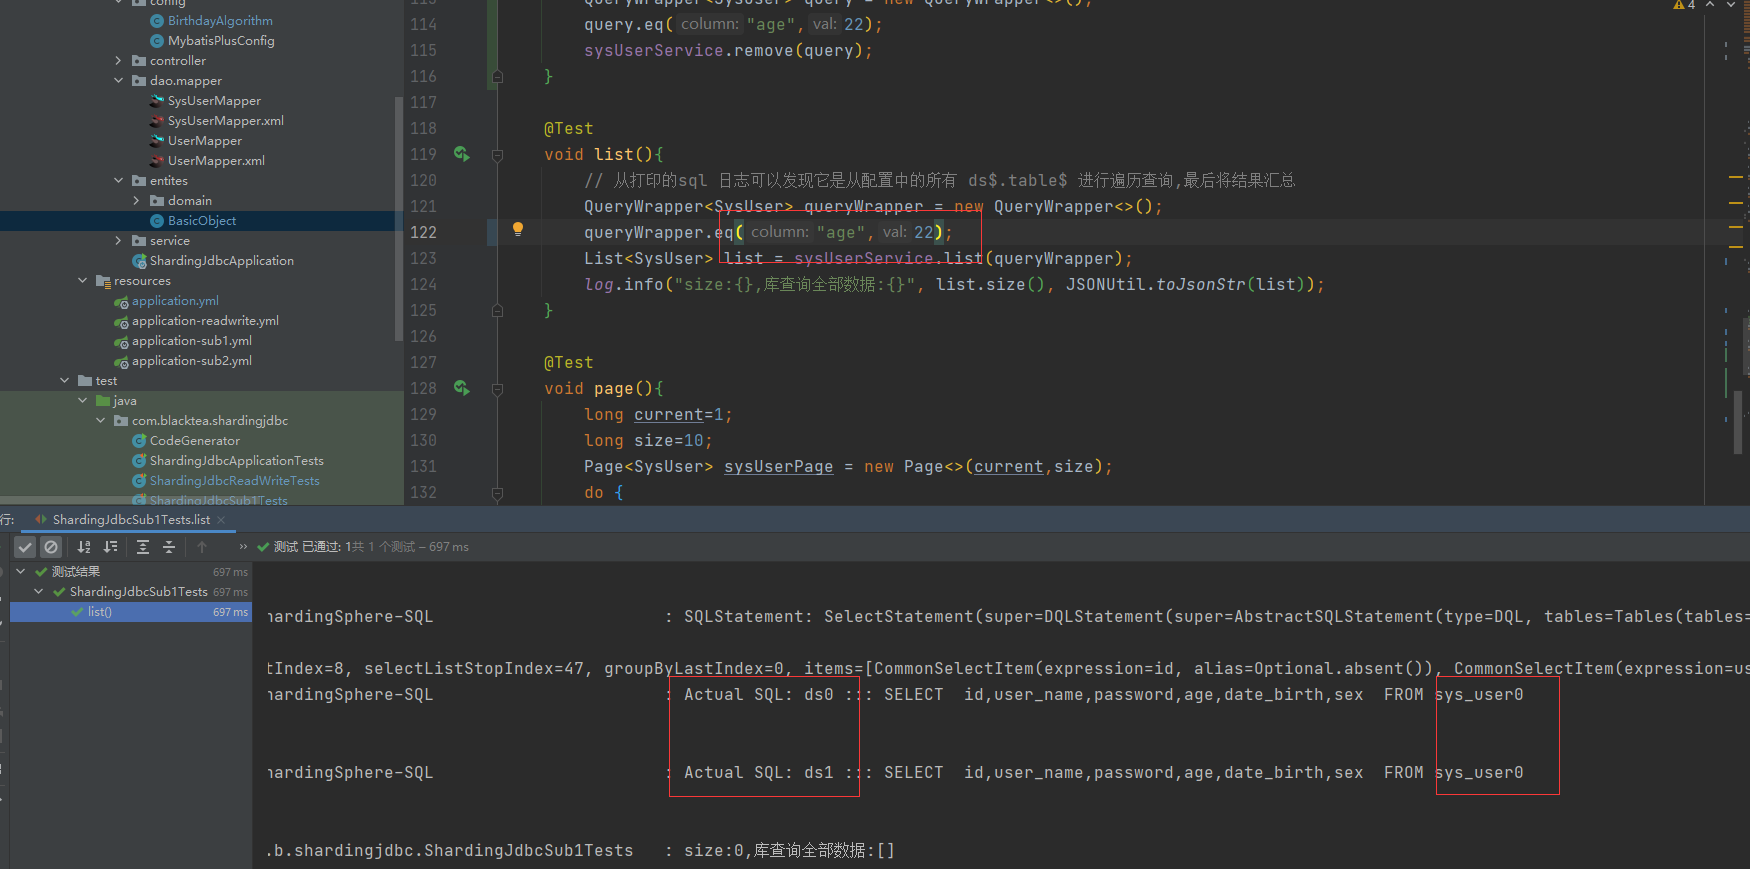 config
BirthdayAlgorithm
MybatisPlusConfig
controller
dao.mapper
SysUserMapper
SysUserMapper.xml
UserMapper
UserMapper.xml
entites
domain
BasicObject
service
ShardingJdbcApplication
resources
application.yml
application-readwrite.yml
application-sub1.yml
application-sub2.yml
test
java
com.blacktea.shardingjdbc
CodeGenerator
ShardingJdbcApplicationTests
ShardingJdbcReadWriteTests
ShardingJdbcSub1Tests
4
113 QueryWrapper<SysUser> query = new QueryWrapper<>();
114 query.eq( column: "age", val: 22);
115 sysUserService.remove(query);
116 }
117
118 @Test
119 void list(){
120 // 从打印的sql 日志可以发现它是从配置中的所有 ds$.table$ 进行遍历查询,最后将结果汇总
121 QueryWrapper<SysUser> queryWrapper = new QueryWrapper<>();
122 queryWrapper.eq( column: "age", val: 22);
123 List<SysUser> list = sysUserService.list(queryWrapper);
124 log.info("size:{},库查询全部数据:{}", list.size(), JSONUtil.toJsonStr(list));
125 }
126
127 @Test
128 void page(){
129 long current=1;
130 long size=10;
131 Page<SysUser> sysUserPage = new Page<>(current,size);
132 do {
行: ShardingJdbcSub1Tests.list ×
» 测试 已通过: 1共 1 个测试 – 697 ms
测试结果 697 ms
ShardingJdbcSub1Tests 697 ms
list() 697 ms
hardingSphere-SQL : SQLStatement: SelectStatement(super=DQLStatement(super=AbstractSQLStatement(type=DQL, tables=Tables(tables=
tIndex=8, selectListStopIndex=47, groupByLastIndex=0, items=[CommonSelectItem(expression=id, alias=Optional.absent()), CommonSelectItem(expression=us
hardingSphere-SQL : Actual SQL: ds0 ::: SELECT id,user_name,password,age,date_birth,sex FROM sys_user0
hardingSphere-SQL : Actual SQL: ds1 ::: SELECT id,user_name,password,age,date_birth,sex FROM sys_user0
.b.shardingjdbc.ShardingJdbcSub1Tests : size:0,库查询全部数据:[]